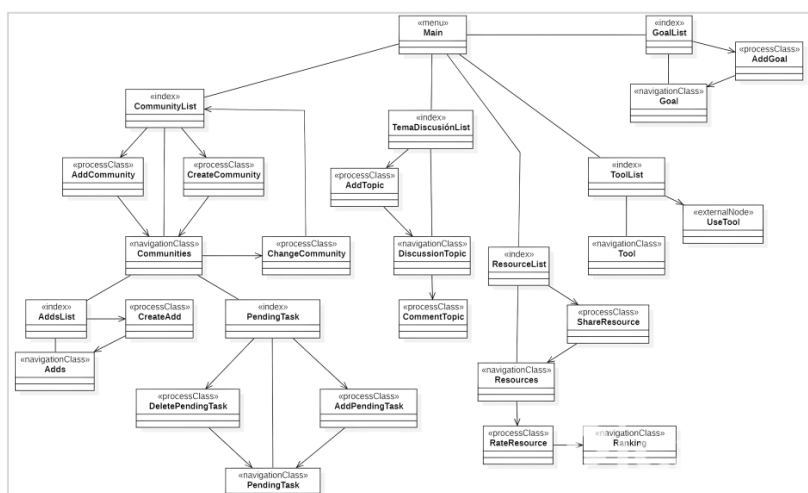 «menu»
Main
«index»
GoalList
«processClass»
AddGoal
«navigationClass»
Goal
«index»
CommunityList
«index»
TemaDiscusiónList
«processClass»
AddCommunity
«processClass»
CreateCommunity
«processClass»
AddTopic
«index»
ToolList
«externalNode»
UseTool
«navigationClass»
Communities
«processClass»
ChangeCommunity
«navigationClass»
DiscussionTopic
«index»
ResourceList
«navigationClass»
Tool
«index»
AddsList
«processClass»
CreateAdd
«index»
PendingTask
«processClass»
CommentTopic
«processClass»
ShareResource
«navigationClass»
Adds
«navigationClass»
Resources
«processClass»
DeletePendingTask
«processClass»
AddPendingTask
«processClass»
RateResource
«navigationClass»
Ranking
«navigationClass»
PendingTask